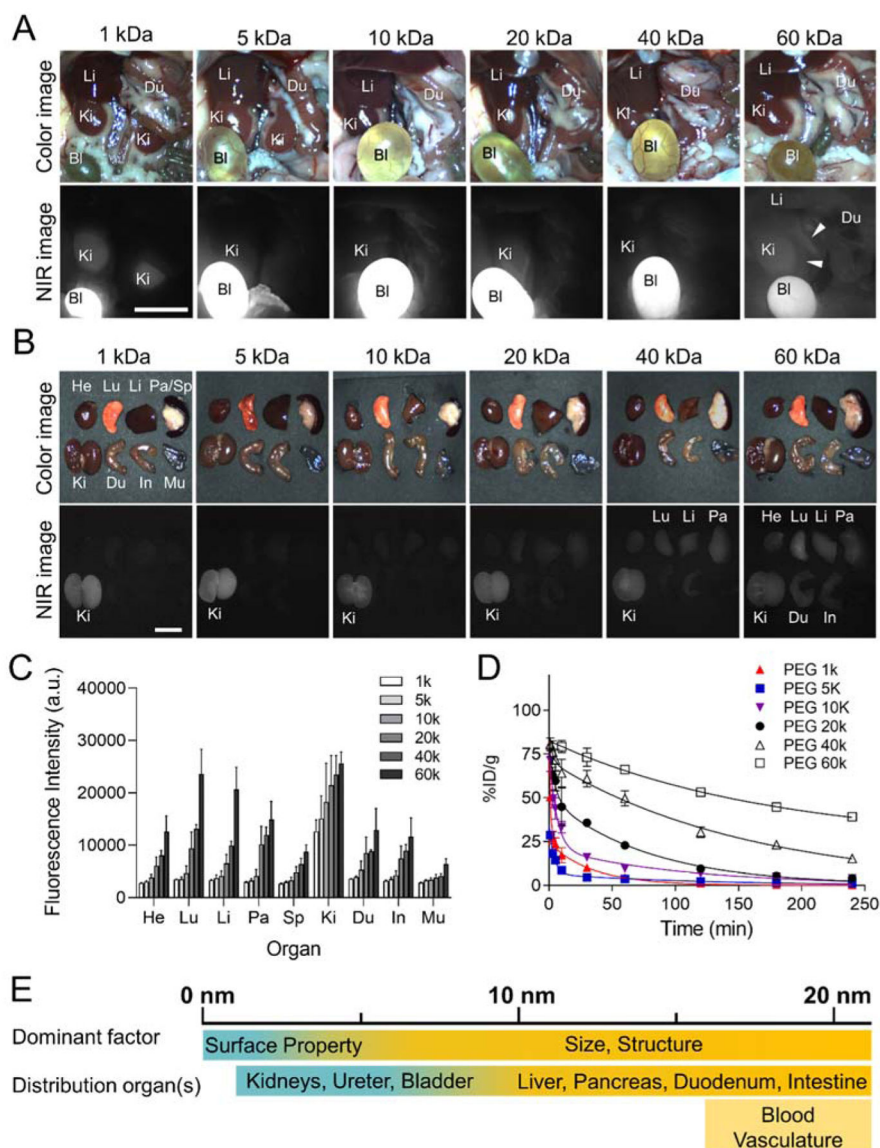 A
1 kDa 5 kDa 10 kDa 20 kDa 40 kDa 60 kDa
Color image
Li Du Ki Ki Bl
Li Du Ki Bl
Li Du Ki Bl
Li Du Ki Bl
Li Du Ki Bl
Li Du Ki Bl
NIR image
Ki Ki Bl
Ki Bl
Ki Bl
Ki Bl
Ki Bl
Li Du Ki Bl
B
1 kDa 5 kDa 10 kDa 20 kDa 40 kDa 60 kDa
Color image
He Lu Li Pa/Sp
Ki Du In Mu
NIR image
Lu Li Pa He Lu Li Pa
Ki Ki Ki Ki Ki Ki Du In
C
Fluorescence Intensity (a.u.)
40000
30000
20000
10000
0
1k
5k
10k
20k
40k
60k
He Lu Li Pa Sp Ki Du In Mu
Organ
D
%ID/g
100
75
50
25
0
PEG 1k
PEG 5K
PEG 10K
PEG 20k
PEG 40k
PEG 60k
0 50 100 150 200 250
Time (min)
E
0 nm 10 nm 20 nm
Dominant factor Surface Property Size, Structure
Distribution organ(s) Kidneys, Ureter, Bladder Liver, Pancreas, Duodenum, Intestine
Blood
Vasculature